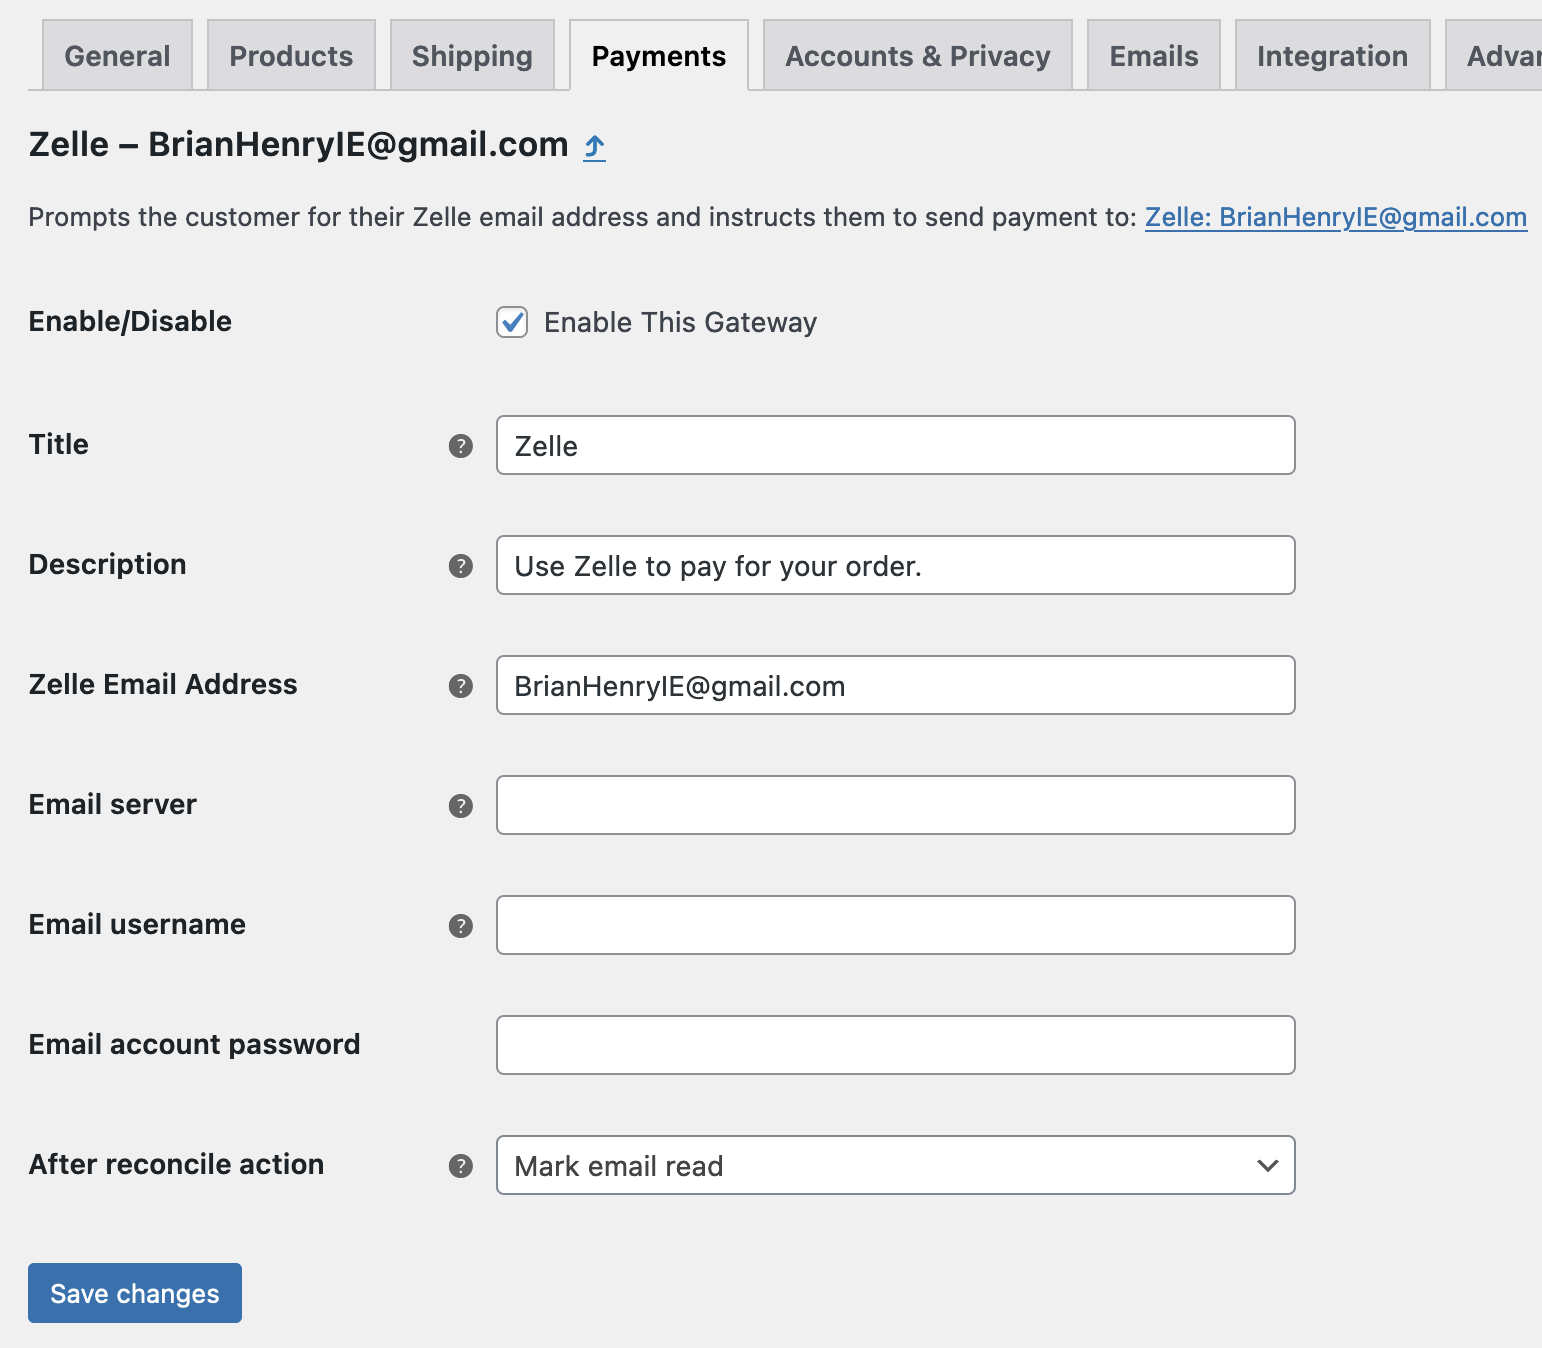 General Products Shipping Payments Accounts & Privacy Emails Integration Advan
Zelle – BrianHenryIE@gmail.com ⤴
Prompts the customer for their Zelle email address and instructs them to send payment to: Zelle: BrianHenryIE@gmail.com
Enable/Disable Enable This Gateway
Title ? Zelle
Description ? Use Zelle to pay for your order.
Zelle Email Address ? BrianHenryIE@gmail.com
Email server ?
Email username ?
Email account password
After reconcile action ? Mark email read
Save changes